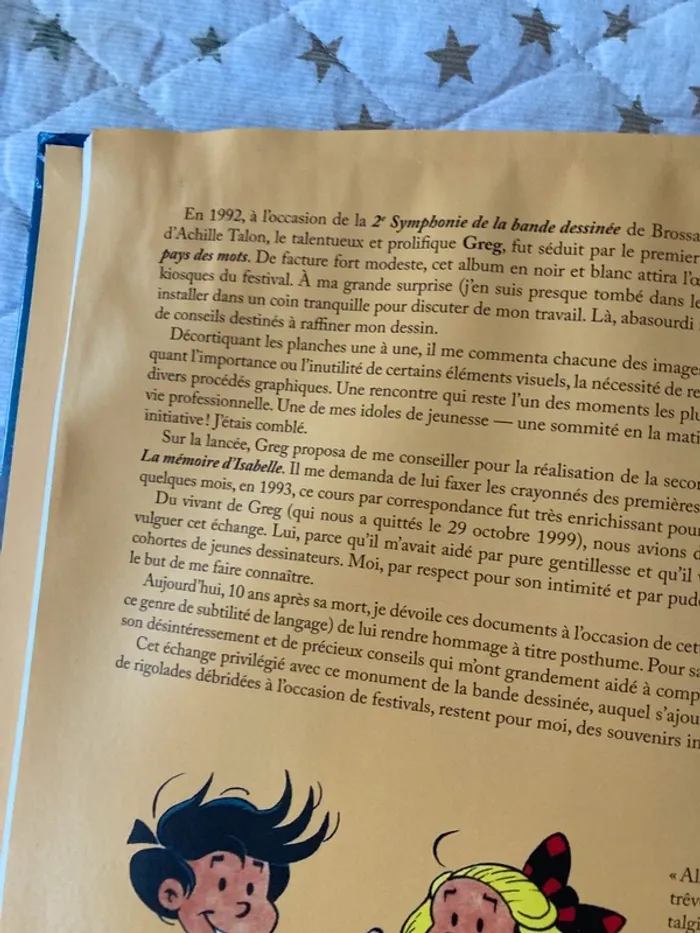 En 1992, à l'occasion de la 2e Symphonie de la bande dessinée de Brossa
d'Achille Talon, le talentueux et prolifique Greg, fut séduit par le premier
pays des mots. De facture fort modeste, cet album en noir et blanc attira l'œ
kiosques du festival. À ma grande surprise (j'en suis presque tombé dans le
installer dans un coin tranquille pour discuter de mon travail. Là, abasourdi
de conseils destinés à raffiner mon dessin.
Décortiquant les planches une à une, il me commenta chacune des images
quant l'importance ou l'inutilité de certains éléments visuels, la nécessité de re
divers procédés graphiques. Une rencontre qui reste l'un des moments les plu
vie professionnelle. Une de mes idoles de jeunesse — une sommité en la mati
initiative! J'étais comblé.
Sur la lancée, Greg proposa de me conseiller pour la réalisation de la secon
La mémoire d'Isabelle. Il me demanda de lui faxer les crayonnés des premières
quelques mois, en 1993, ce cours par correspondance fut très enrichissant pour
Du vivant de Greg (qui nous a quittés le 29 octobre 1999), nous avions d
vulguer cet échange. Lui, parce qu'il m'avait aidé par pure gentillesse et qu'il v
cohortes de jeunes dessinateurs. Moi, par respect pour son intimité et par pude
le but de me faire connaître.
Aujourd'hui, 10 ans après sa mort, je dévoile ces documents à l'occasion de cett
ce genre de subtilité de langage) de lui rendre hommage à titre posthume. Pour sa
son désintéressement et de précieux conseils qui m'ont grandement aidé à comp
Cet échange privilégié avec ce monument de la bande dessinée, auquel s'ajou
de rigolades débridées à l'occasion de festivals, restent pour moi, des souvenirs in
« Al
trêv
talgi